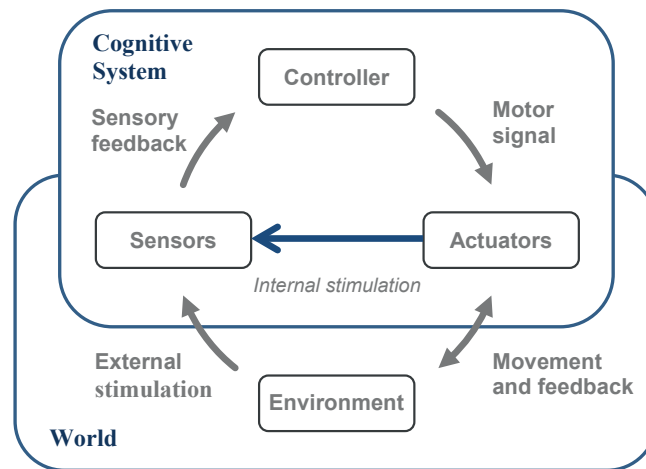 Cognitive
System
Controller
Sensory
feedback
Motor
signal
Sensors
Actuators
Internal stimulation
External
stimulation
Movement
and feedback
Environment
World